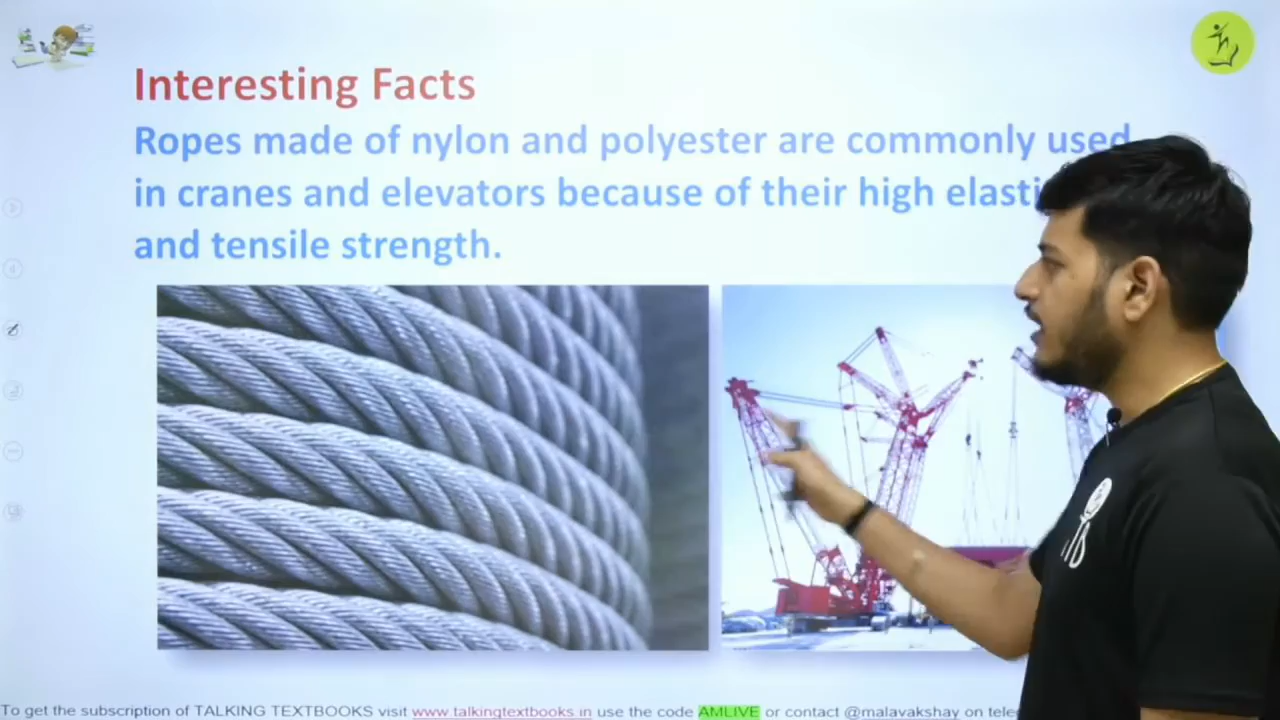 Interesting Facts
Ropes made of nylon and polyester are commonly used
in cranes and elevators because of their high
and tensile strength.
To get the subscription of TALKING TEXTBOOKS visit www.talkingtextbooks.in use the code AMLIVE or contact @malavakshay on